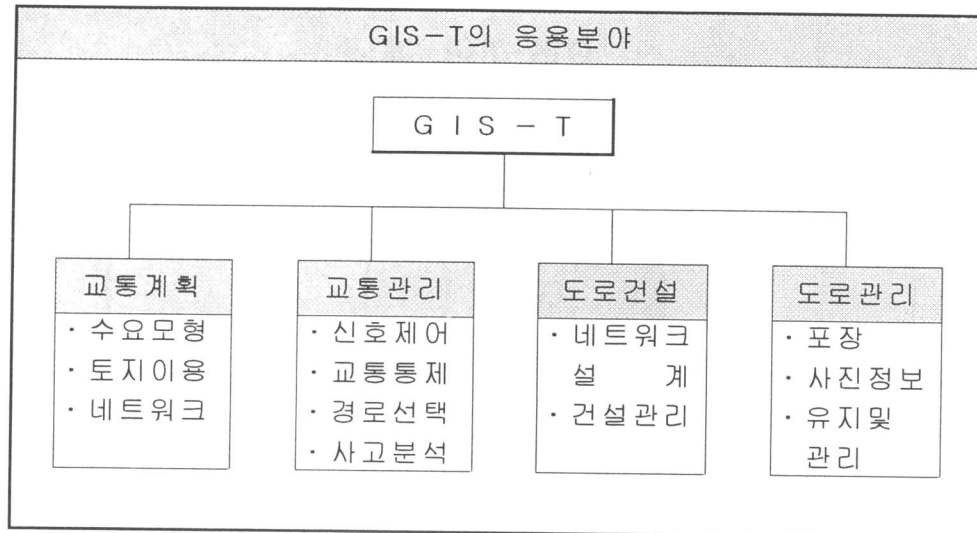 GIS-T의 응용분야
GIS-T
교통계획
· 수요모형
· 토지이용
· 네트워크
교통관리
· 신호제어
· 교통통제
· 경로선택
· 사고분석
도로건설
· 네트워크
설 계
· 건설관리
도로관리
· 포장
· 사진정보
· 유지및
관리